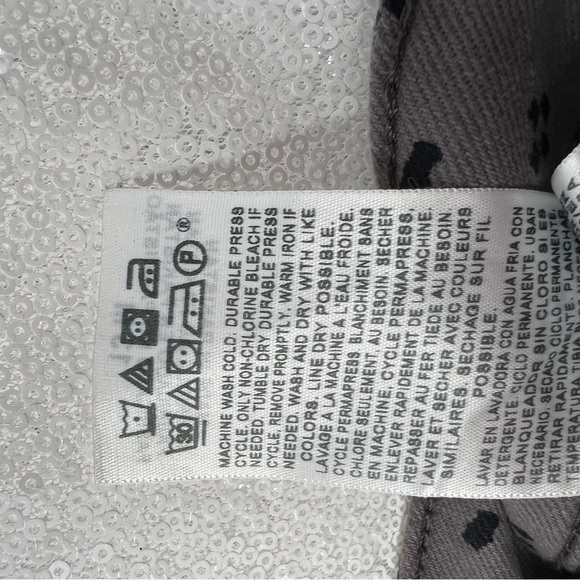 30
P
®
MACHINE WASH COLD. DURABLE PRESS
CYCLE. ONLY NON-CHLORINE BLEACH IF
NEEDED. TUMBLE DRY DURABLE PRESS
CYCLE. REMOVE PROMPTLY. WARM IRON IF
NEEDED. WASH AND DRY WITH LIKE
COLORS. LINE DRY POSSIBLE.
LAVAGE A LA MACHINE A L'EAU FROIDE,
CYCLE PERMAPRESS, BLANCHIMENT SANS
CHLORE SEULEMENT, AU BESOIN, SECHER
EN MACHINE, CYCLE PERMAPRESS,
ENLEVER RAPIDEMENT DE LA MACHINE,
REPASSER AU FER TIEDE AU BESOIN.
LAVER ET SECHER AVEC COULEURS
SIMILAIRES. SECHAGE SUR FIL
POSSIBLE.
LAVAR EN LAVADORA CON AGUA FRIA CON
DETERGENTE, CICLO PERMANENTE, USAR
BLANQUEADOR SIN CLORO SI ES
NECESARIO, SECADO CICLO PERMANENTE,
RETIRAR RAPIDAMENTE, PLANCHAR